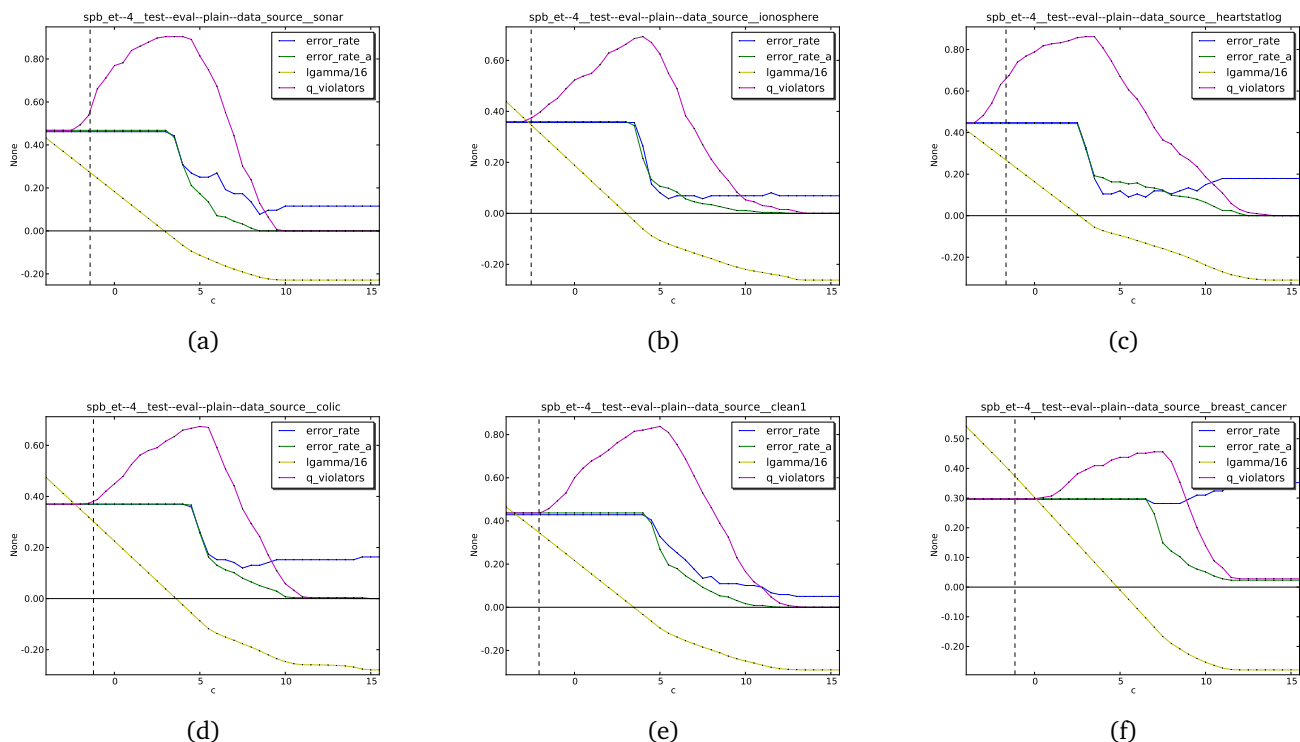 spb_et--4__test--eval--plain--data_source__sonar
error_rate
error_rate_a
lgamma/16
q_violators
0.80
0.60
0.40
0.20
0.00
-0.20
None
0
5
10
15
c
(a)
spb_et--4__test--eval--plain--data_source__ionosphere
error_rate
error_rate_a
lgamma/16
q_violators
0.60
0.40
0.20
0.00
-0.20
None
0
5
10
15
c
(b)
spb_et--4__test--eval--plain--data_source__heartstatlog
error_rate
error_rate_a
lgamma/16
q_violators
0.80
0.60
0.40
0.20
0.00
-0.20
None
0
5
10
15
c
(c)
spb_et--4__test--eval--plain--data_source__colic
error_rate
error_rate_a
lgamma/16
q_violators
0.60
0.40
0.20
0.00
-0.20
None
0
5
10
15
c
(d)
spb_et--4__test--eval--plain--data_source__clean1
error_rate
error_rate_a
lgamma/16
q_violators
0.80
0.60
0.40
0.20
0.00
-0.20
None
0
5
10
15
c
(e)
spb_et--4__test--eval--plain--data_source__breast_cancer
error_rate
error_rate_a
lgamma/16
q_violators
0.50
0.40
0.30
0.20
0.10
0.00
-0.10
-0.20
None
0
5
10
15
c
(f)